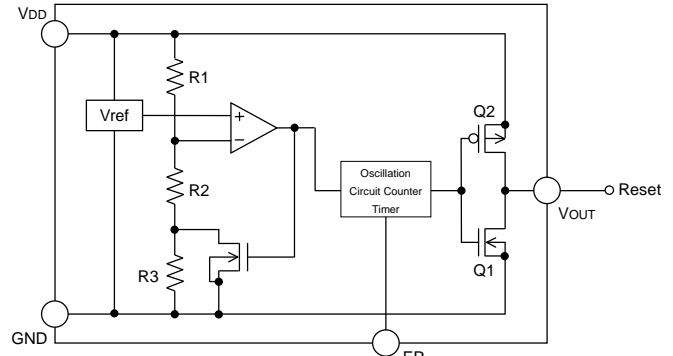 VDD
R1
Q2
Vref
+
−
Oscillation
Circuit Counter
Timer
R2
Reset
VOUT
R3
Q1
GND